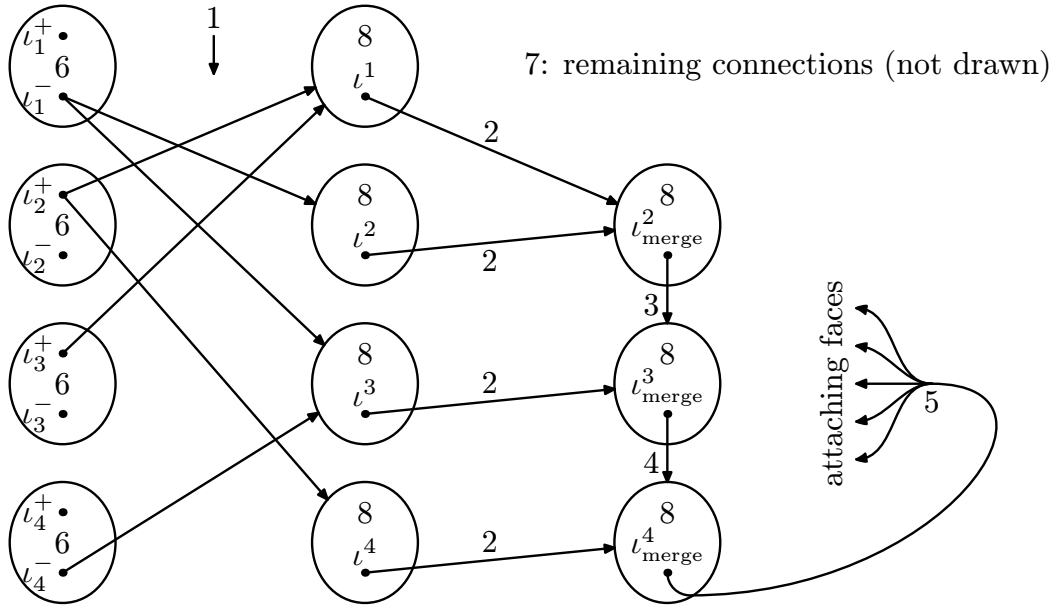 ι₁⁺
6
ι₁⁻
1
8
ι¹
7: remaining connections (not drawn)
2
ι₂⁺
6
ι₂⁻
8
ι²
2
8
ι²merge
3
ι₃⁺
6
ι₃⁻
8
ι³
2
8
ι³merge
4
attaching faces
5
ι₄⁺
6
ι₄⁻
8
ι⁴
2
8
ι⁴merge